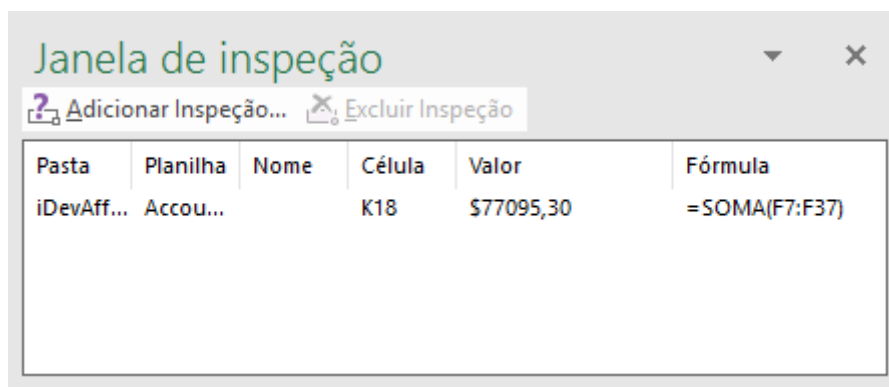 Janela de inspeção
Adicionar Inspeção... Excluir Inspeção
Pasta Planilha Nome Célula Valor Fórmula
iDevAff... Accou... K18 $77095,30 =SOMA(F7:F37)